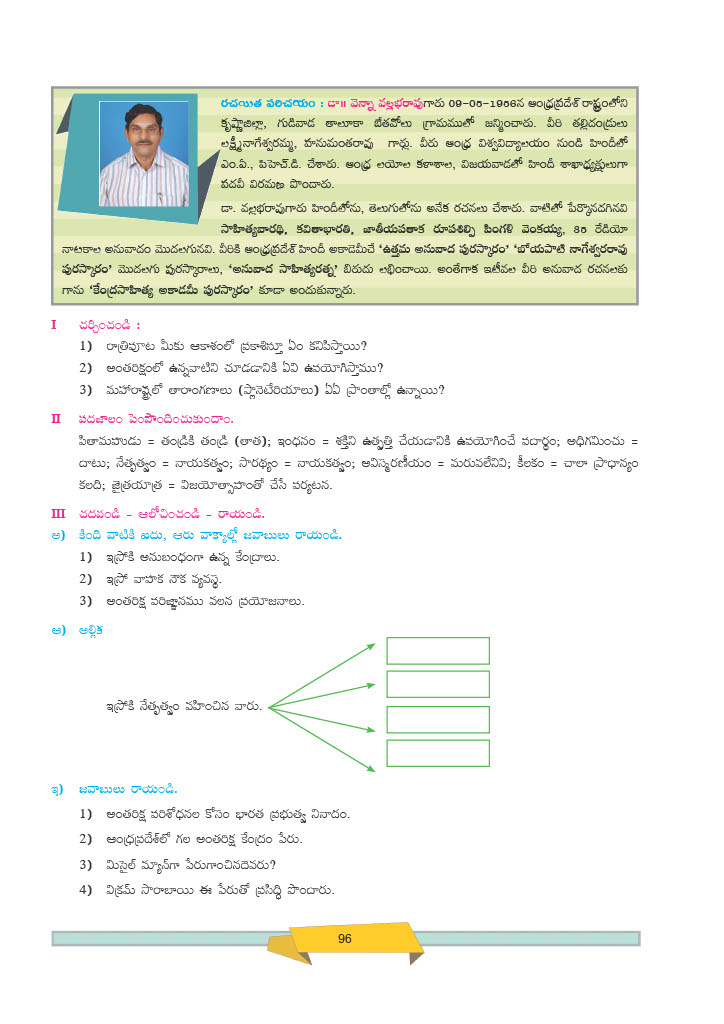 రచయిత పరిచయం : డా॥ వెన్నా వల్లభరావుగారు 09-05-1956న ఆంధ్రప్రదేశ్ రాష్ట్రంలోని
కృష్ణాజిల్లా, గుడివాడ తాలూకా బేతవోలు గ్రామములో జన్మించారు. వీరి తల్లిదండ్రులు
లక్ష్మీనాగేశ్వరమ్మ, హనుమంతరావు గార్లు. వీరు ఆంధ్ర విశ్వవిద్యాలయం నుండి హిందీలో
ఎం.ఏ., పిహెచ్.డి. చేశారు. ఆంధ్ర లయోల కళాశాల, విజయవాడలో హిందీ శాఖాధ్యక్షులుగా
పదవీ విరమణ పొందారు.
డా. వల్లభరావుగారు హిందీలోను, తెలుగులోను అనేక రచనలు చేశారు. వాటిలో పేర్కొనదగినవి
సాహిత్యవారధి, కవితాభారతి, జాతీయపతాక రూపశిల్పి పింగళి వెంకయ్య, 35 రేడియో
నాటకాల అనువాదం మొదలగునవి. వీరికి ఆంధ్రప్రదేశ్ హిందీ అకాడెమీచే ‘ఉత్తమ అనువాద పురస్కారం’ ‘బోయపాటి నాగేశ్వరరావు
పురస్కారం’ మొదలగు పురస్కారాలు, ‘అనువాద సాహిత్యరత్న’ బిరుదు లభించాయి. అంతేగాక ఇటీవల వీరి అనువాద రచనలకు
గాను ‘కేంద్రసాహిత్య అకాడమీ పురస్కారం’ కూడా అందుకున్నారు.
I చర్చించండి :
1) రాత్రిపూట మీకు ఆకాశంలో ప్రకాశిస్తూ ఏం కనిపిస్తాయి?
2) అంతరిక్షంలో ఉన్నవాటిని చూడడానికి ఏవి ఉపయోగిస్తాము?
3) మహారాష్ట్రలో తారాంగణాలు (ప్లానెటేరియాలు) ఏఏ ప్రాంతాల్లో ఉన్నాయి?
II పదజాలం పెంపొందించుకుందాం.
పితామహుడు = తండ్రికి తండ్రి (తాత); ఇంధనం = శక్తిని ఉత్పత్తి చేయడానికి ఉపయోగించే పదార్థం; అధిగమించు =
దాటు; నేతృత్వం = నాయకత్వం; సారథ్యం = నాయకత్వం; అవిస్మరణీయం = మరువలేనివి; కీలకం = చాలా ప్రాధాన్యం
కలది; జైత్రయాత్ర = విజయోత్సాహంతో చేసే పర్యటన.
III చదవండి - ఆలోచించండి - రాయండి.
అ) కింది వాటికి ఐదు, ఆరు వాక్యాల్లో జవాబులు రాయండి.
1) ఇస్రోకి అనుబంధంగా ఉన్న కేంద్రాలు.
2) ఇస్రో వాహక నౌక వ్యవస్థ.
3) అంతరిక్ష పరిజ్ఞానము వలన ప్రయోజనాలు.
ఆ) అల్లిక
ఇస్రోకి నేతృత్వం వహించిన వారు.
ఇ) జవాబులు రాయండి.
1) అంతరిక్ష పరిశోధనల కోసం భారత ప్రభుత్వ నినాదం.
2) ఆంధ్రప్రదేశ్‌లో గల అంతరిక్ష కేంద్రం పేరు.
3) మిసైల్ మ్యాన్‌గా పేరుగాంచినదెవరు?
4) విక్రమ్ సారాబాయి ఈ పేరుతో ప్రసిద్ధి పొందారు.
96